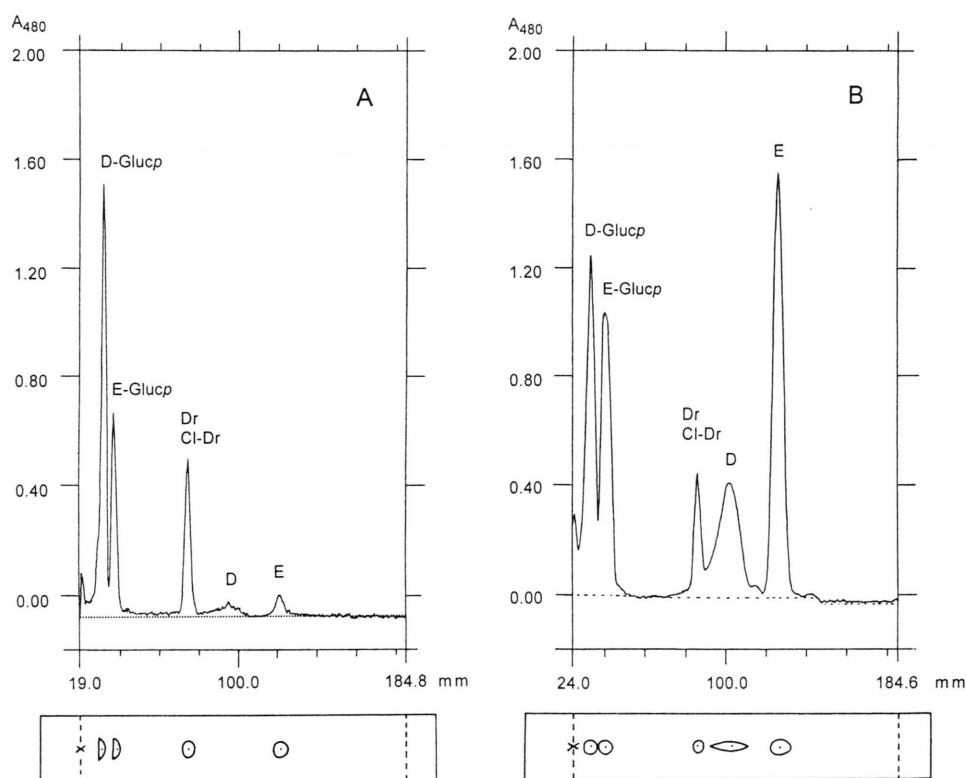 A480
2.00
1.60
1.20
0.80
0.40
0.00
A
D-Glucp
E-Glucp
Dr
Cl-Dr
D
E
19.0 100.0 184.8 mm
x
A480
2.00
1.60
1.20
0.80
0.40
0.00
B
E
D-Glucp
E-Glucp
Dr
Cl-Dr
D
24.0 100.0 184.6 mm
x